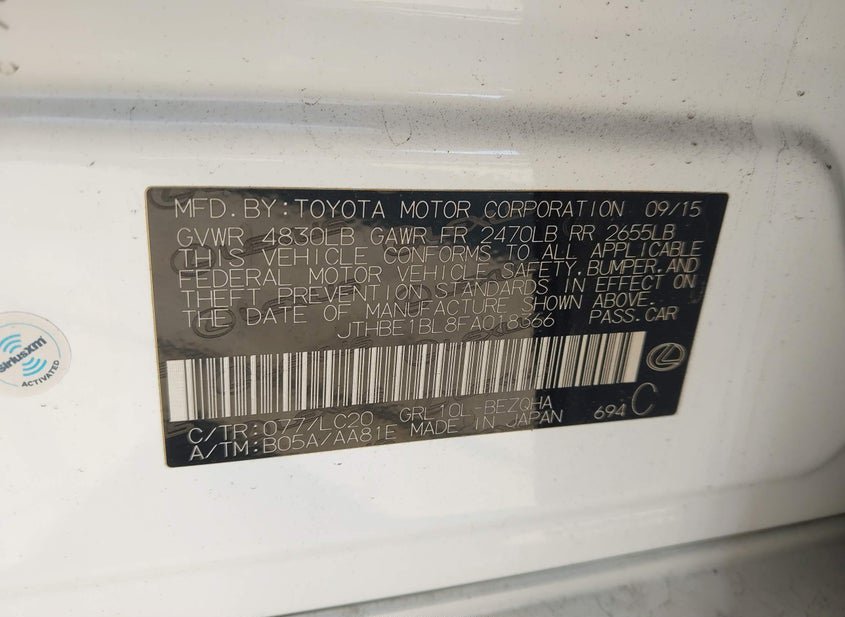 MFD.BY:TOYOTA MOTOR CORPORATION 09/15
GVWR 4830LB GAWR FR 2470LB RR 2655LB
THIS VEHICLE CONFORMS TO ALL APPLICABLE
FEDERAL MOTOR VEHICLE SAFETY,BUMPER,AND
THEFT PREVENTION STANDARDS IN EFFECT ON
THE DATE OF MANUFACTURE SHOWN ABOVE.
JTHBE1BL8FA018366 PASS.CAR
C/TR:077/LC20 GRL10L-BEZQHA
A/TM:B05A/AA81E MADE IN JAPAN 694 C
siriusxm
ACTIVATED